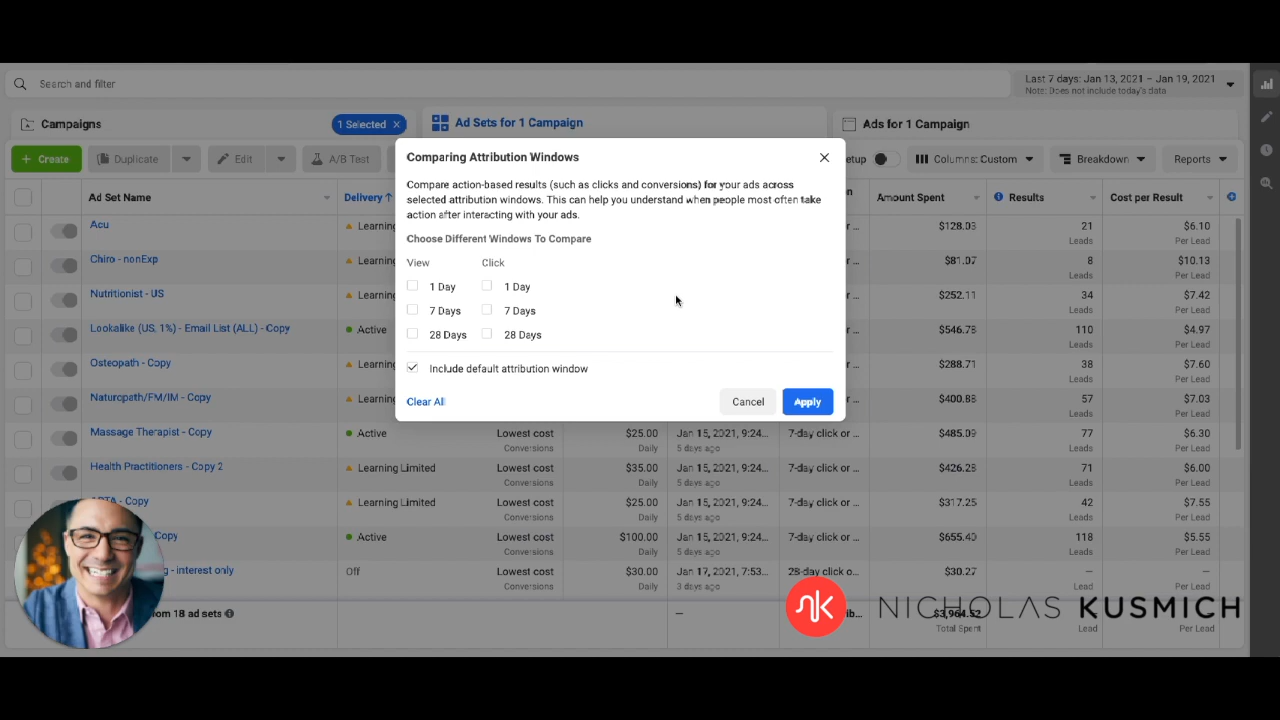 Search and filter
Last 7 days: Jan 13, 2021 – Jan 19, 2021
Note: Does not include today's data
Campaigns
1 Selected
Ad Sets for 1 Campaign
Ads for 1 Campaign
+ Create
Duplicate
Edit
A/B Test
Columns: Custom
Breakdown
Reports
Ad Set Name
Delivery
Amount Spent
Results
Cost per Result
Comparing Attribution Windows
Compare action-based results (such as clicks and conversions) for your ads across
selected attribution windows. This can help you understand when people most often take
action after interacting with your ads.
Choose Different Windows To Compare
View Click
1 Day 1 Day
7 Days 7 Days
28 Days 28 Days
Include default attribution window
Clear All
Cancel
Apply
Acu Learning $128.03 21 $6.10
Leads Per Lead
Chiro - nonExp Learning $81.07 8 $10.13
Leads Per Lead
Nutritionist - US Learning $252.11 34 $7.42
Leads Per Lead
Lookalike (US, 1%) - Email List (ALL) - Copy Active $546.78 110 $4.97
Leads Per Lead
Osteopath - Copy Learning $288.71 38 $7.60
Leads Per Lead
Naturopath/FM/IM - Copy Learning $400.88 57 $7.03
Leads Per Lead
Massage Therapist - Copy Active Lowest cost $25.00 Jan 15, 2021, 9:24... 7-day click or ... $485.09 77 $6.30
Conversions Daily 5 days ago Leads Per Lead
Health Practitioners - Copy 2 Learning Limited Lowest cost $35.00 Jan 15, 2021, 9:24... 7-day click or ... $426.28 71 $6.00
Conversions Daily 5 days ago Leads Per Lead
- Copy Learning Limited Lowest cost $25.00 Jan 15, 2021, 9:24... 7-day click or ... $317.25 42 $7.55
Conversions Daily 5 days ago Leads Per Lead
Copy Active Lowest cost $100.00 Jan 15, 2021, 9:24... 7-day click or ... $655.40 118 $5.55
Conversions Daily 5 days ago Leads Per Lead
- interest only Off Lowest cost $30.00 Jan 17, 2021, 7:53... 28-day click o... $30.27 — —
Conversions Daily 3 days ago Lead Per Lead
from 18 ad sets — $3,964.52
Total Spent Lead Per Lead
NICHOLAS KUSMICH